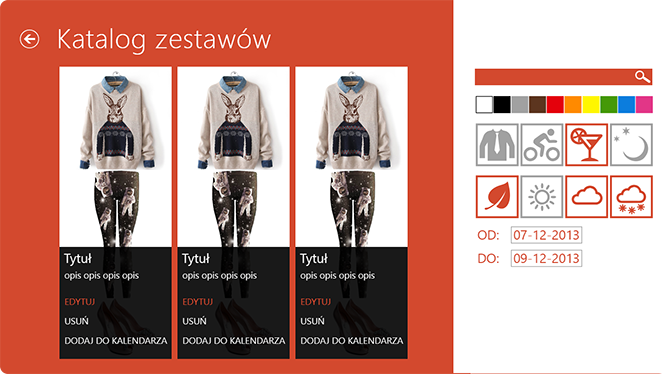 Katalog zestawów
Tytuł
opis opis opis opis
EDYTUJ
USUŃ
DODAJ DO KALENDARZA
Tytuł
opis opis opis opis
EDYTUJ
USUŃ
DODAJ DO KALENDARZA
Tytuł
opis opis opis opis
EDYTUJ
USUŃ
DODAJ DO KALENDARZA
OD: 07-12-2013
DO: 09-12-2013